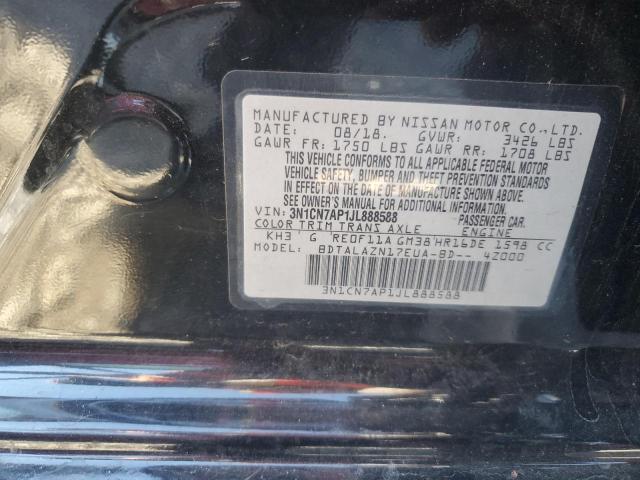 MANUFACTURED BY NISSAN MOTOR CO.,LTD.
DATE: 08/18. GVWR: 3426 LBS
GAWR FR: 1750 LBS GAWR RR: 1708 LBS
THIS VEHICLE CONFORMS TO ALL APPLICABLE FEDERAL MOTOR
VEHICLE SAFETY, BUMPER AND THEFT PREVENTION STANDARDS
IN EFFECT ON THE DATE OF MANUFACTURE SHOWN ABOVE.
SEE OWNER'S MANUAL FOR ADDITIONAL INFORMATION.
VIN: 3N1CN7AP1JL888588 PASSENGER CAR.
COLOR TRIM TRANS AXLE ENGINE
KH3 G RE0F11A GM38 HR16DE 1598 CC
MODEL: BDTALAZN17EUA-BD-- 4Z000
3N1CN7AP1JL888588